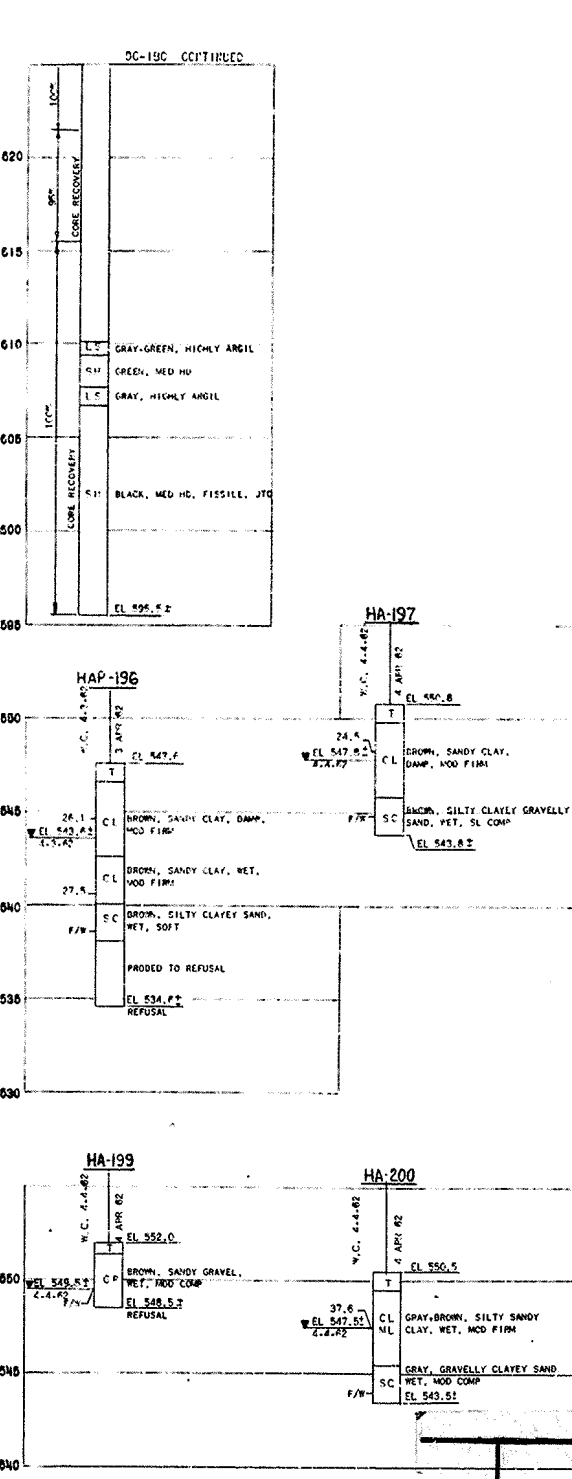 DC-190 CONTINUED
100%
620
95%
CORE RECOVERY
615
610
LS GRAY-GREEN, HIGHLY ARGIL
SH GREEN, MED HD
LS GRAY, HIGHLY ARGIL
100%
605
CORE RECOVERY
SH BLACK, MED HD, FISSILE, JTD
600
EL 595.5±
595
HAP-196
W.C. 4-3-62
3 APR 62
550
EL 547.6
T
545
26.1
CL BROWN, SANDY CLAY, DAMP,
MOD FIRM
EL 543.6±
4-3-62
CL BROWN, SANDY CLAY, WET,
MOD FIRM
27.5
540
SC BROWN, SILTY CLAYEY SAND,
WET, SOFT
F/W
PRODED TO REFUSAL
535
EL 534.6±
REFUSAL
530
HA-197
W.C. 4-4-62
4 APR 62
EL 550.8
T
24.5
EL 547.8±
4-4-62
CL BROWN, SANDY CLAY,
DAMP, MOD FIRM
F/W
SC BROWN, SILTY CLAYEY GRAVELLY
SAND, WET, SL COMP
EL 543.8±
HA-199
W.C. 4-4-62
4 APR 62
EL 552.0
T
550
EL 549.5±
4-4-62
F/W
BROWN, SANDY GRAVEL,
WET, MOD COMP
EL 548.5±
REFUSAL
545
540
HA-200
W.C. 4-4-62
4 APR 62
EL 550.5
T
37.6
EL 547.5±
4-4-62
CL GRAY-BROWN, SILTY SANDY
ML CLAY, WET, MOD FIRM
GRAY, GRAVELLY CLAYEY SAND
SC WET, MOD COMP
F/W
EL 543.5±